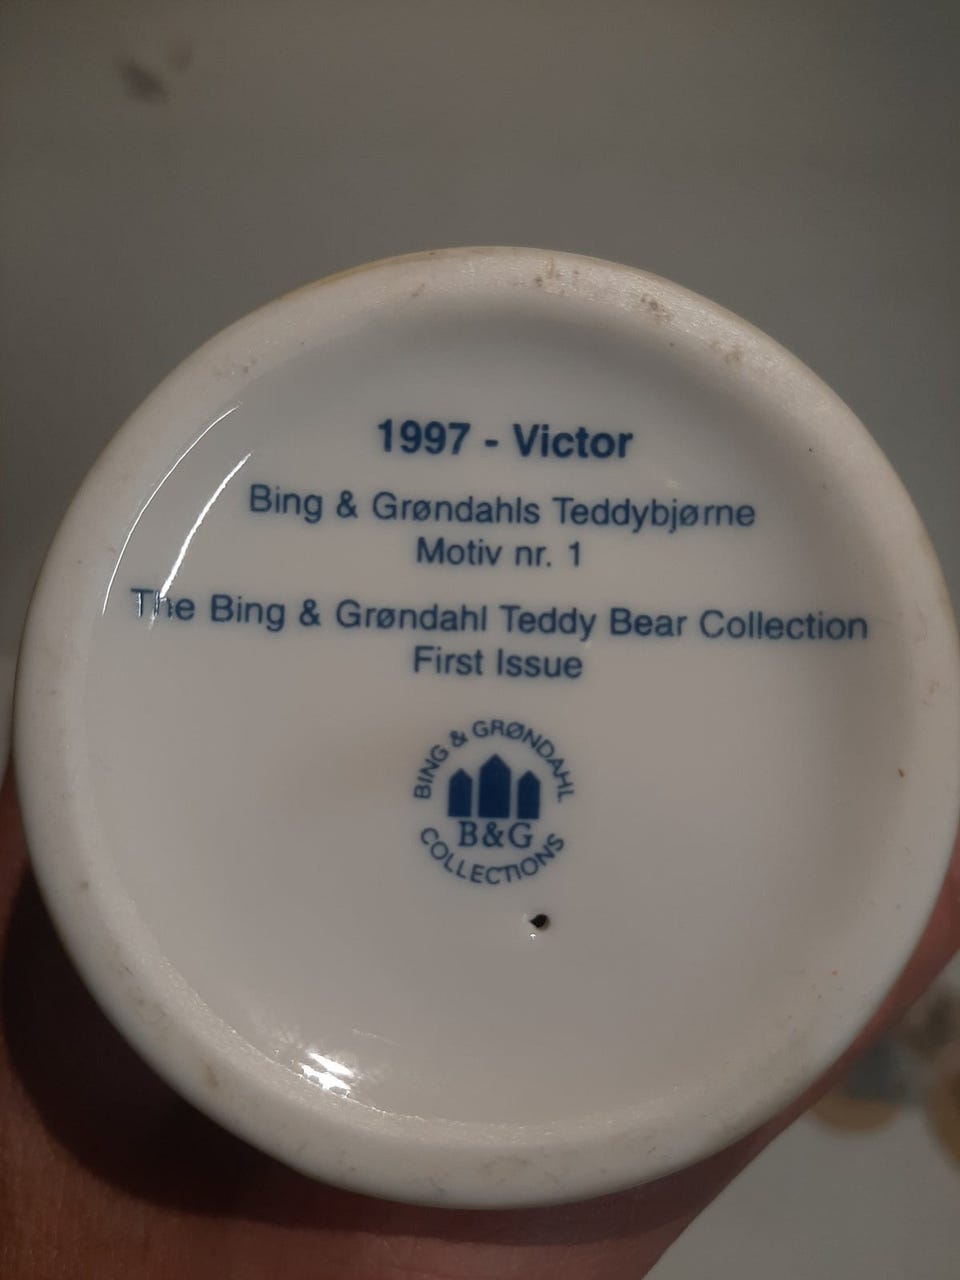 1997 - Victor
Bing & Grøndahls Teddybjørne
Motiv nr. 1
The Bing & Grøndahl Teddy Bear Collection
First Issue
BING & GRØNDAHL
B&G
COLLECTIONS